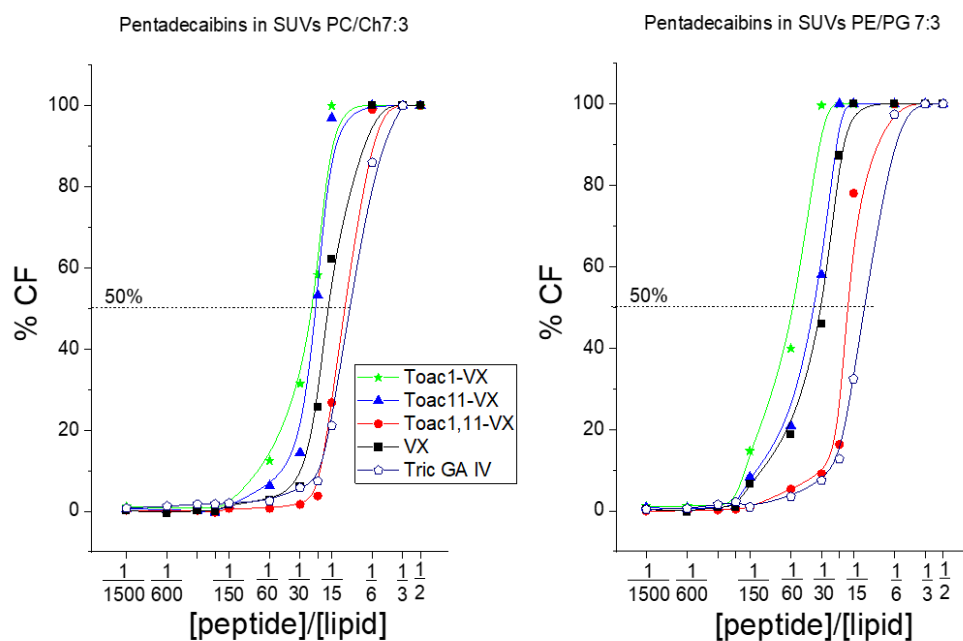 Pentadecaibins in SUVs PC/Ch7:3
Pentadecaibins in SUVs PE/PG 7:3
% CF
100
80
60
40
20
0
50%
Toac1-VX
Toac11-VX
Toac1,11-VX
VX
Tric GA IV
1/1500 1/600 1/150 1/60 1/30 1/15 1/6 1/3 1/2
[peptide]/[lipid]
% CF
100
80
60
40
20
0
50%
1/1500 1/600 1/150 1/60 1/30 1/15 1/6 1/3 1/2
[peptide]/[lipid]